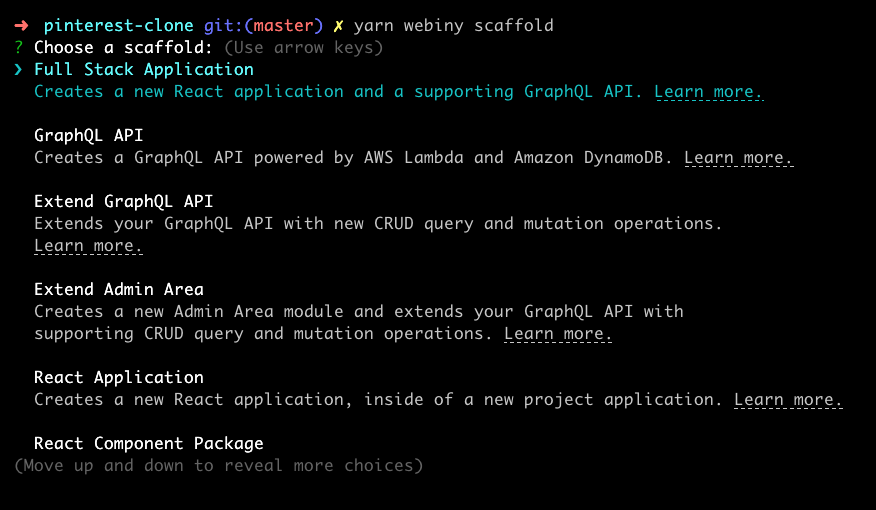 ➜ pinterest-clone git:(master) ✗ yarn webiny scaffold
? Choose a scaffold: (Use arrow keys)
❯ Full Stack Application
Creates a new React application and a supporting GraphQL API. Learn more.
GraphQL API
Creates a GraphQL API powered by AWS Lambda and Amazon DynamoDB. Learn more.
Extend GraphQL API
Extends your GraphQL API with new CRUD query and mutation operations.
Learn more.
Extend Admin Area
Creates a new Admin Area module and extends your GraphQL API with
supporting CRUD query and mutation operations. Learn more.
React Application
Creates a new React application, inside of a new project application. Learn more.
React Component Package
(Move up and down to reveal more choices)